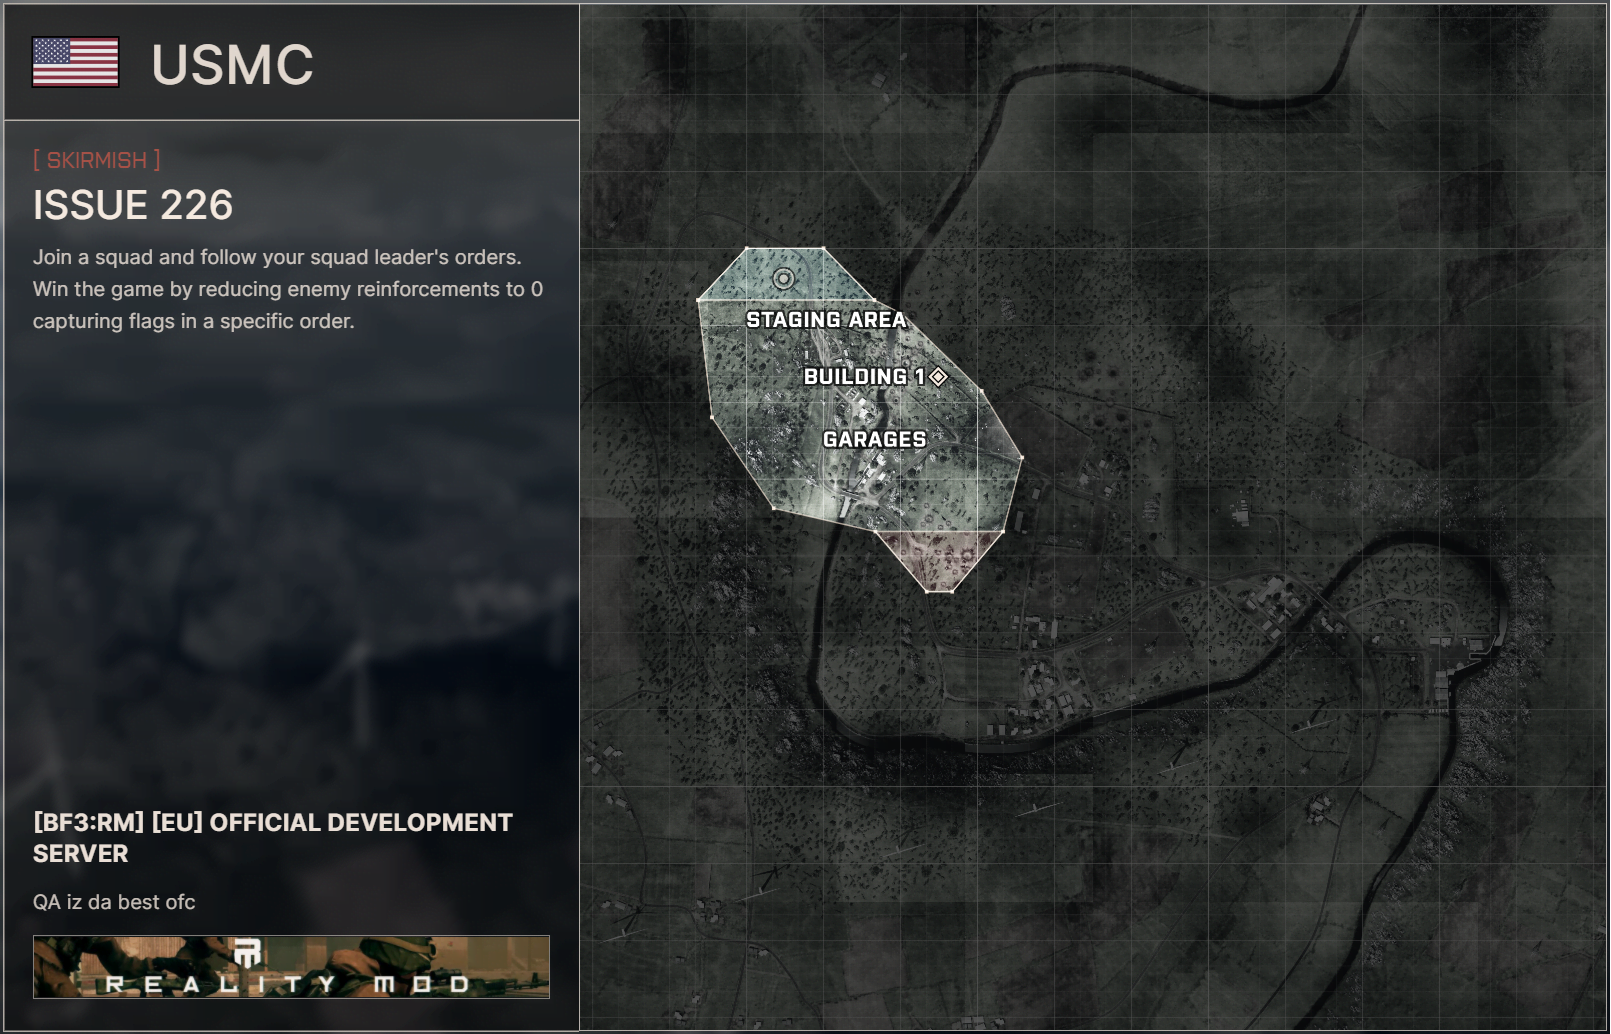 USMC
[ SKIRMISH ]
ISSUE 226
Join a squad and follow your squad leader's orders.
Win the game by reducing enemy reinforcements to 0
capturing flags in a specific order.
[BF3:RM] [EU] OFFICIAL DEVELOPMENT
SERVER
QA iz da best ofc
REALITY MOD
STAGING AREA
BUILDING 1
GARAGES